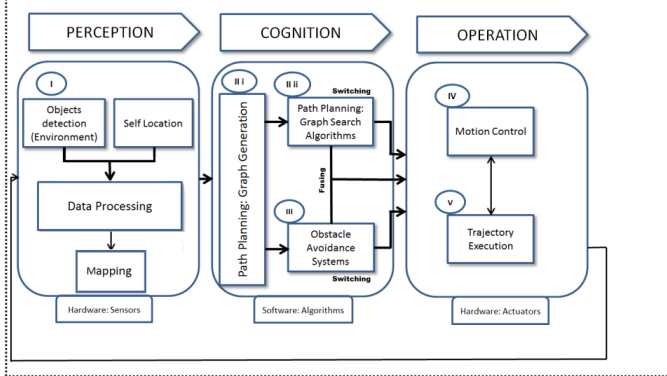 PERCEPTION
COGNITION
OPERATION
I
Objects
detection
(Environment)
Self Location
Data Processing
Mapping
Hardware: Sensors
II i
Path Planning: Graph Generation
II ii
Switching
Path Planning:
Graph Search
Algorithms
Fusing
III
Obstacle
Avoidance
Systems
Switching
Software: Algorithms
IV
Motion Control
V
Trajectory
Execution
Hardware: Actuators